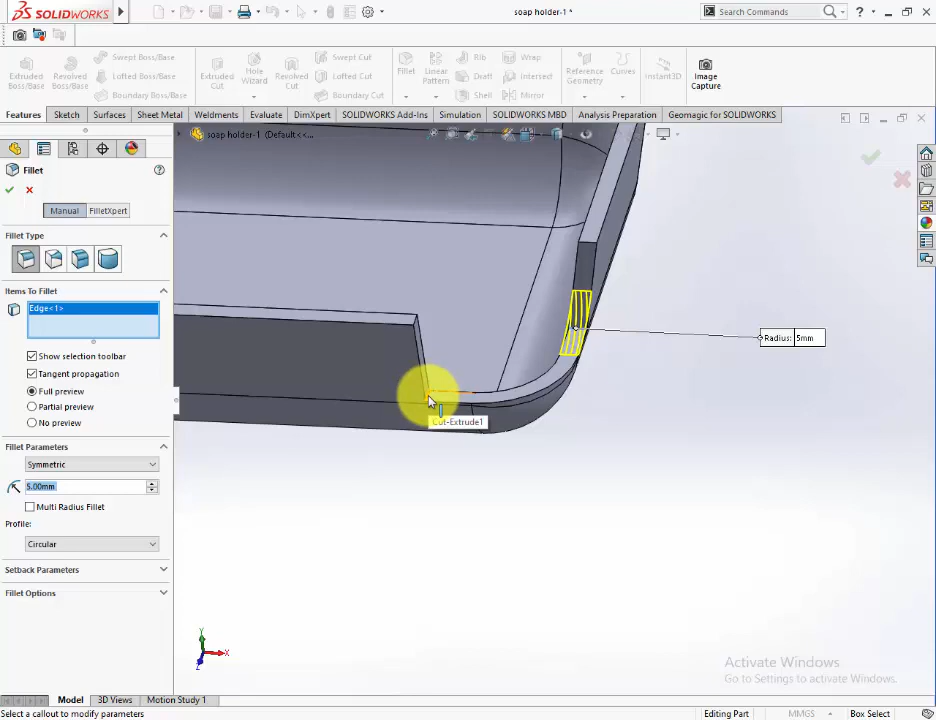 SOLIDWORKS
soap holder-1 *
Search Commands
Extruded Boss/Base
Revolved Boss/Base
Swept Boss/Base
Lofted Boss/Base
Boundary Boss/Base
Extruded Cut
Hole Wizard
Revolved Cut
Swept Cut
Lofted Cut
Boundary Cut
Fillet
Linear Pattern
Rib
Draft
Shell
Wrap
Intersect
Mirror
Reference Geometry
Curves
Instant3D
Image Capture
Features
Sketch
Surfaces
Sheet Metal
Weldments
Evaluate
DimXpert
SOLIDWORKS Add-Ins
Simulation
SOLIDWORKS MBD
Analysis Preparation
Geomagic for SOLIDWORKS
soap holder-1 (Default<<...
Fillet
Manual
FilletXpert
Fillet Type
Items To Fillet
Edge<1>
Show selection toolbar
Tangent propagation
Full preview
Partial preview
No preview
Fillet Parameters
Symmetric
5.00mm
Multi Radius Fillet
Profile:
Circular
Setback Parameters
Fillet Options
Radius: 5mm
Cut-Extrude1
Y
X
Z
Activate Windows
Go to Settings to activate Windows.
Model
3D Views
Motion Study 1
Select a callout to modify parameters
Editing Part
MMGS
Box Select